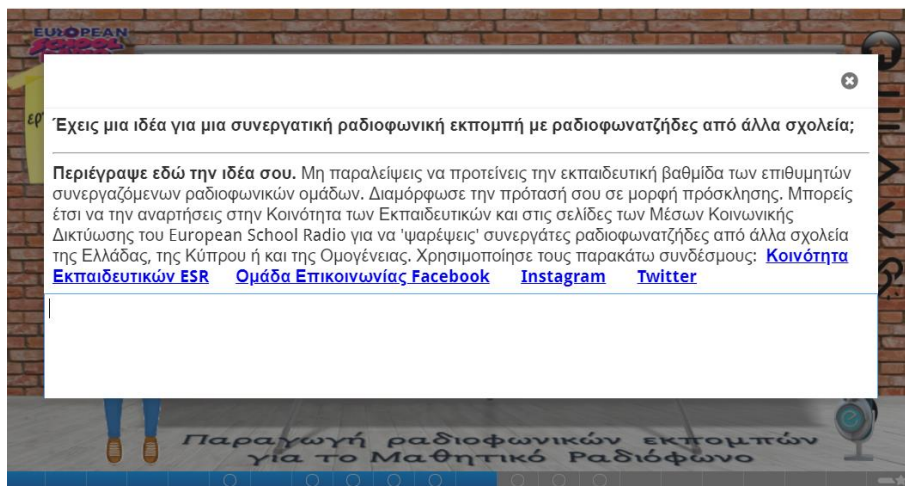 EUROPEAN
SCHOOL
Έχεις μια ιδέα για μια συνεργατική ραδιοφωνική εκπομπή με ραδιοφωνατζήδες από άλλα σχολεία;
Περιέγραψε εδώ την ιδέα σου. Μη παραλείψεις να προτείνεις την εκπαιδευτική βαθμίδα των επιθυμητών
συνεργαζόμενων ραδιοφωνικών ομάδων. Διαμόρφωσε την πρότασή σου σε μορφή πρόσκλησης. Μπορείς
έτσι να την αναρτήσεις στην Κοινότητα των Εκπαιδευτικών και στις σελίδες των Μέσων Κοινωνικής
Δικτύωσης του European School Radio για να 'ψαρέψεις' συνεργάτες ραδιοφωνατζήδες από άλλα σχολεία
της Ελλάδας, της Κύπρου ή και της Ομογένειας. Χρησιμοποίησε τους παρακάτω συνδέσμους: Κοινότητα
Εκπαιδευτικών ESR Ομάδα Επικοινωνίας Facebook Instagram Twitter
Παραγωγή ραδιοφωνικών εκπομπών
για το Μαθητικό Ραδιόφωνο